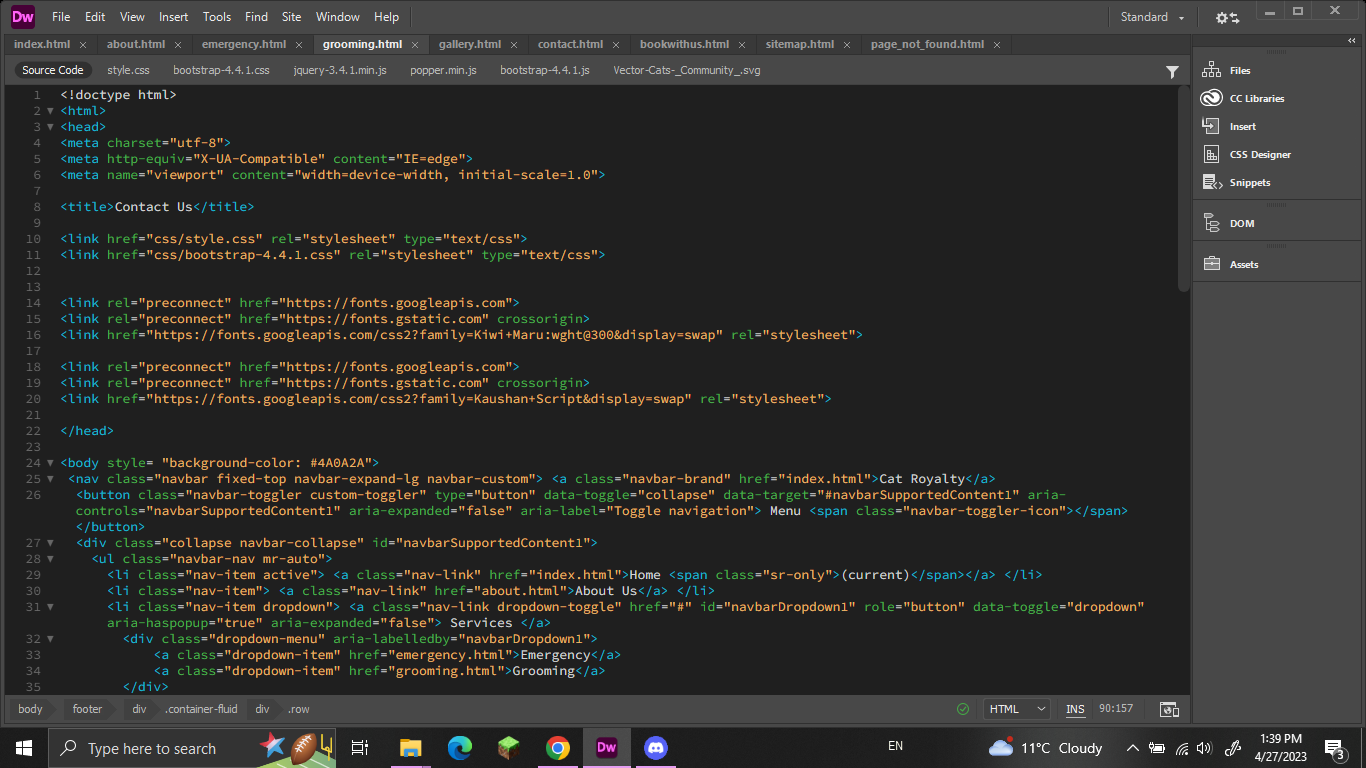 Dw File Edit View Insert Tools Find Site Window Help Standard
index.html about.html emergency.html grooming.html gallery.html contact.html bookwithus.html sitemap.html page_not_found.html
Source Code style.css bootstrap-4.4.1.css jquery-3.4.1.min.js popper.min.js bootstrap-4.4.1.js Vector-Cats-_Community_.svg
1 <!doctype html>
2 <html>
3 <head>
4 <meta charset="utf-8">
5 <meta http-equiv="X-UA-Compatible" content="IE=edge">
6 <meta name="viewport" content="width=device-width, initial-scale=1.0">
7
8 <title>Contact Us</title>
9
10 <link href="css/style.css" rel="stylesheet" type="text/css">
11 <link href="css/bootstrap-4.4.1.css" rel="stylesheet" type="text/css">
12
13
14 <link rel="preconnect" href="https://fonts.googleapis.com">
15 <link rel="preconnect" href="https://fonts.gstatic.com" crossorigin>
16 <link href="https://fonts.googleapis.com/css2?family=Kiwi+Maru:wght@300&display=swap" rel="stylesheet">
17
18 <link rel="preconnect" href="https://fonts.googleapis.com">
19 <link rel="preconnect" href="https://fonts.gstatic.com" crossorigin>
20 <link href="https://fonts.googleapis.com/css2?family=Kaushan+Script&display=swap" rel="stylesheet">
21
22 </head>
23
24 <body style= "background-color: #4A0A2A">
25 <nav class="navbar fixed-top navbar-expand-lg navbar-custom"> <a class="navbar-brand" href="index.html">Cat Royalty</a>
26 <button class="navbar-toggler custom-toggler" type="button" data-toggle="collapse" data-target="#navbarSupportedContent1" aria-
controls="navbarSupportedContent1" aria-expanded="false" aria-label="Toggle navigation"> Menu <span class="navbar-toggler-icon"></span>
</button>
27 <div class="collapse navbar-collapse" id="navbarSupportedContent1">
28 <ul class="navbar-nav mr-auto">
29 <li class="nav-item active"> <a class="nav-link" href="index.html">Home <span class="sr-only">(current)</span></a> </li>
30 <li class="nav-item"> <a class="nav-link" href="about.html">About Us</a> </li>
31 <li class="nav-item dropdown"> <a class="nav-link dropdown-toggle" href="#" id="navbarDropdown1" role="button" data-toggle="dropdown"
aria-haspopup="true" aria-expanded="false"> Services </a>
32 <div class="dropdown-menu" aria-labelledby="navbarDropdown1">
33 <a class="dropdown-item" href="emergency.html">Emergency</a>
34 <a class="dropdown-item" href="grooming.html">Grooming</a>
35 </div>
Files
CC Libraries
Insert
CSS Designer
Snippets
DOM
Assets
body footer div .container-fluid div .row HTML INS 90:157
Type here to search Dw EN 11°C Cloudy 1:39 PM
4/27/2023 3